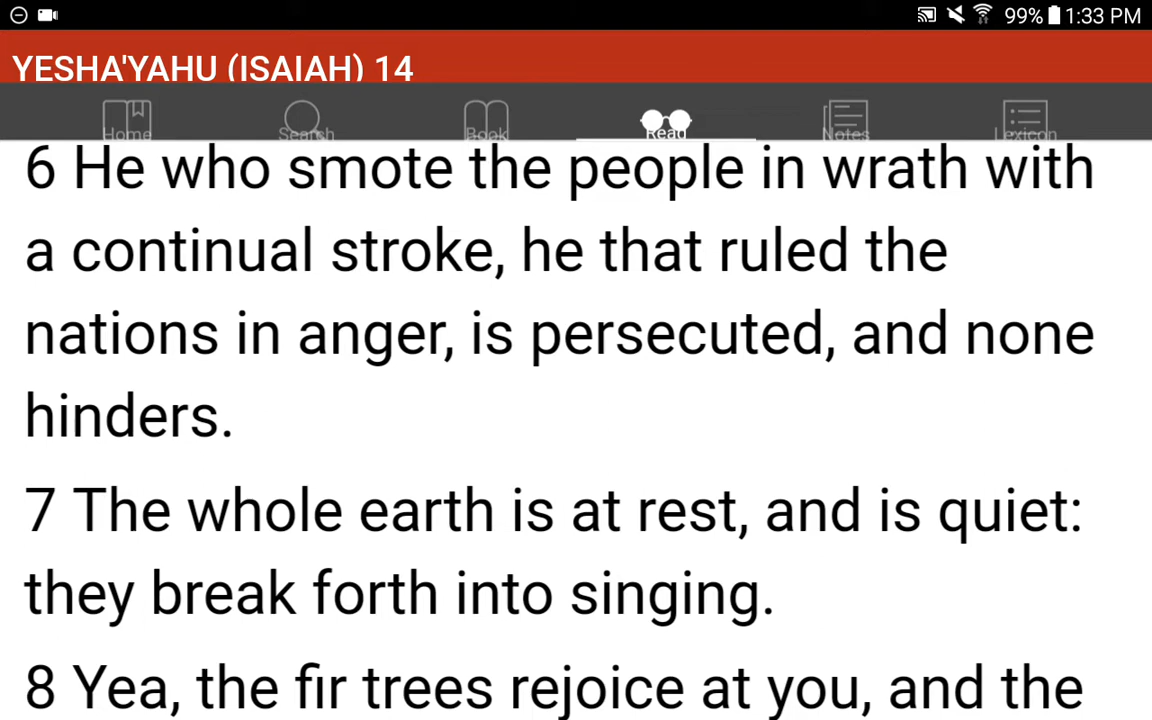 99% 1:33 PM
YESHA'YAHU (ISAIAH) 14
Home Search Book Read Notes Lexicon
6 He who smote the people in wrath with
a continual stroke, he that ruled the
nations in anger, is persecuted, and none
hinders.
7 The whole earth is at rest, and is quiet:
they break forth into singing.
8 Yea, the fir trees rejoice at you, and the